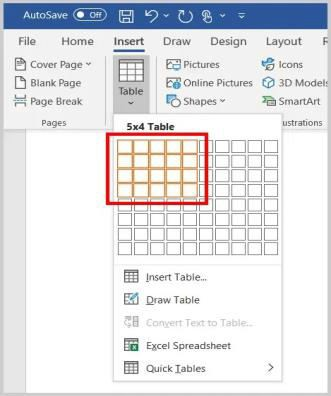 AutoSave Off
File Home Insert Draw Design Layout
Cover Page
Blank Page
Page Break
Pages
Table
Pictures
Online Pictures
Shapes
Icons
3D Models
SmartArt
lustrations
5x4 Table
Insert Table...
Draw Table
Convert Text to Table...
Excel Spreadsheet
Quick Tables